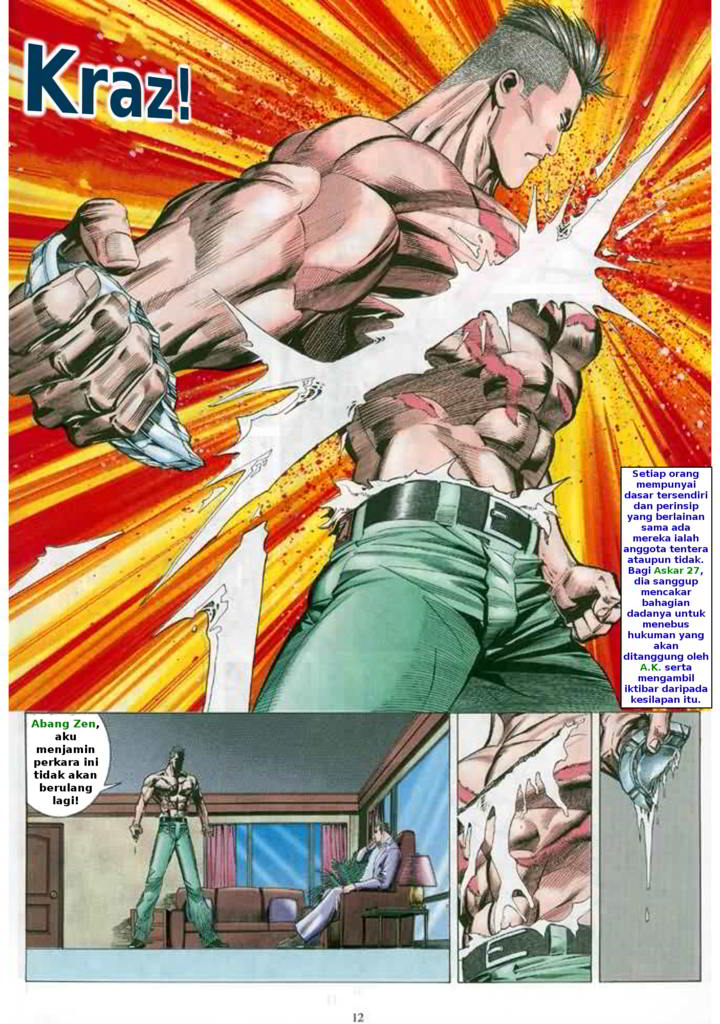 Kraz!
Setiap orang
mempunyai
dasar tersendiri
dan perinsip
yang berlainan
sama ada
mereka ialah
anggota tentera
ataupun tidak.
Bagi Askar 27,
dia sanggup
mencakar
bahagian
dadanya untuk
menebus
hukuman yang
akan
ditanggung oleh
A.K. serta
mengambil
iktibar daripada
kesilapan itu.
Abang Zen,
aku
menjamin
perkara ini
tidak akan
berulang
lagi!
12